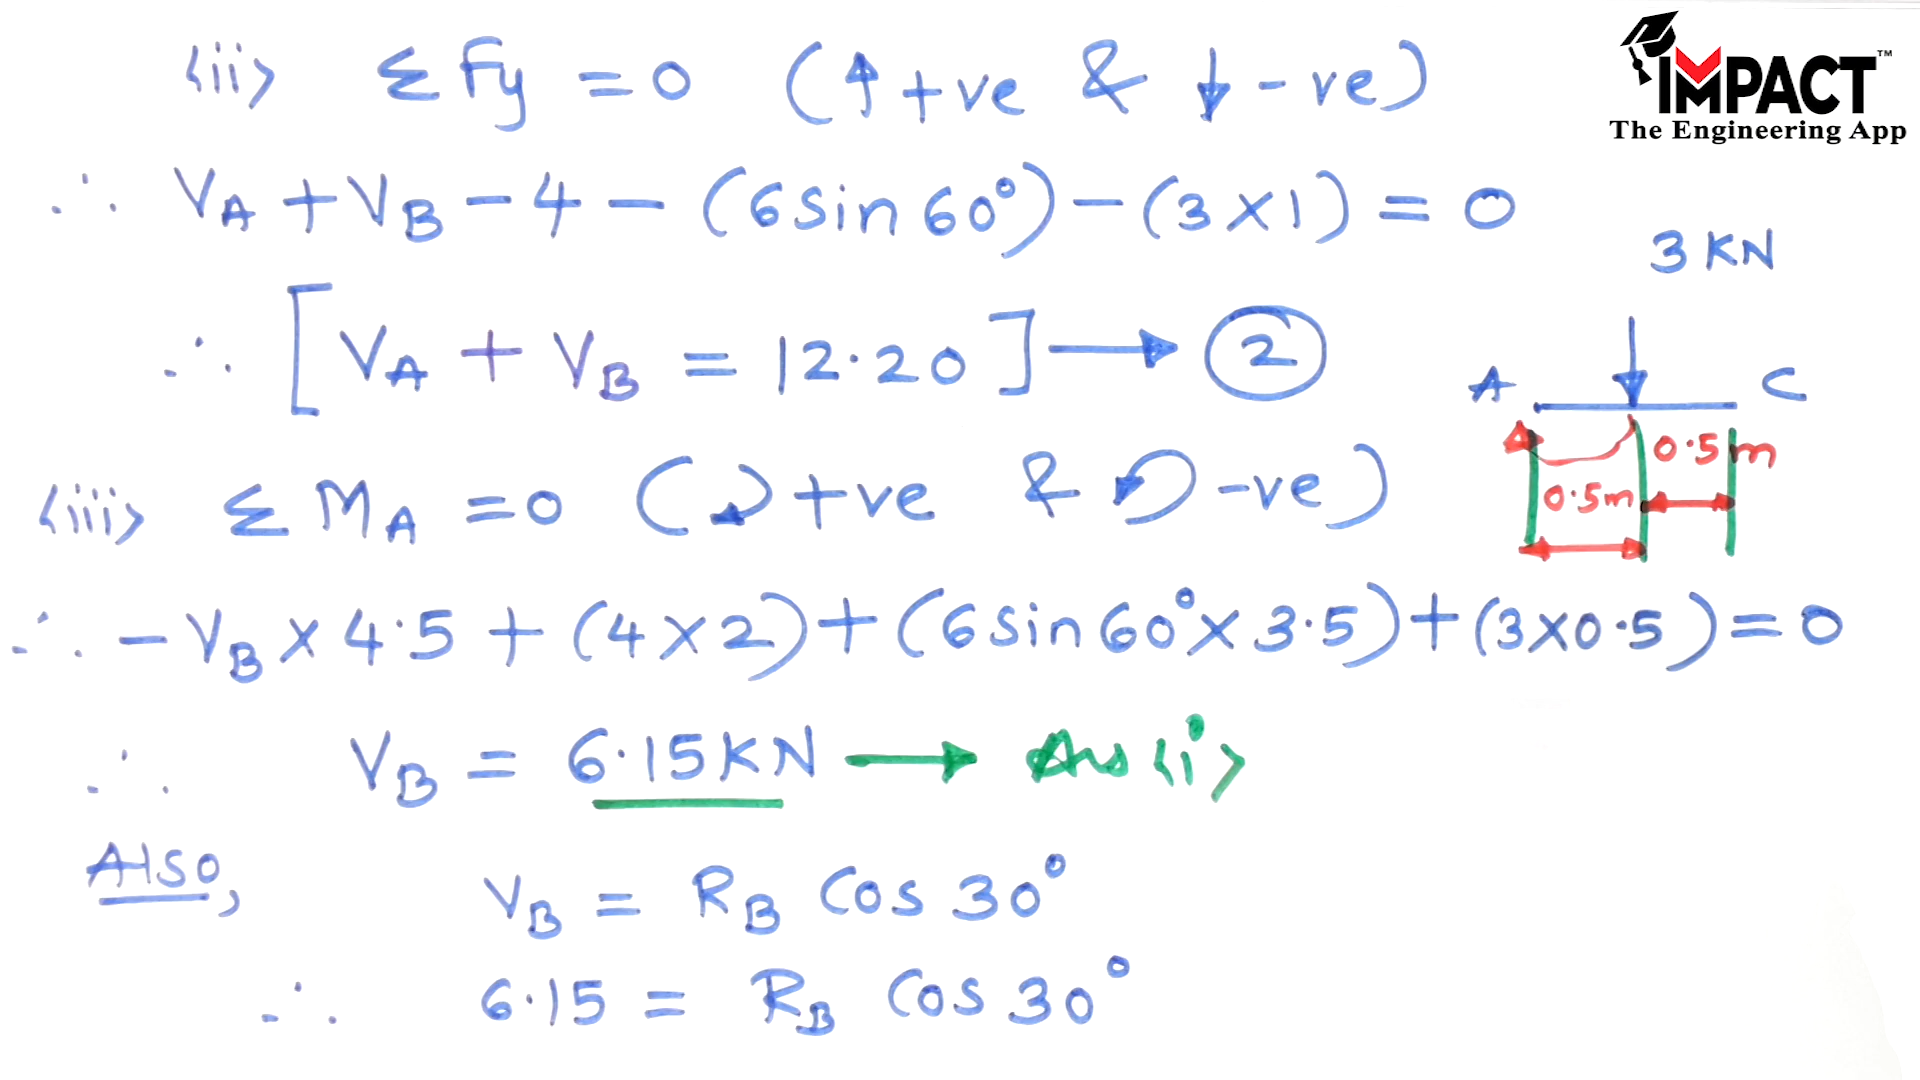 <ii> Σ Fy = 0 (↑ +ve & ↓ -ve)
IMPACT™
The Engineering App
∴ VA + VB - 4 - (6 sin 60°) - (3 × 1) = 0
3 KN
∴ [VA + VB = 12.20] → 2
A C
0.5m
0.5m
<iii> Σ MA = 0 (↻ +ve & ↺ -ve)
∴ - VB × 4.5 + (4 × 2) + (6 sin 60° × 3.5) + (3 × 0.5) = 0
∴ VB = 6.15 KN → Ans <i>
Also, VB = RB Cos 30°
∴ 6.15 = RB Cos 30°